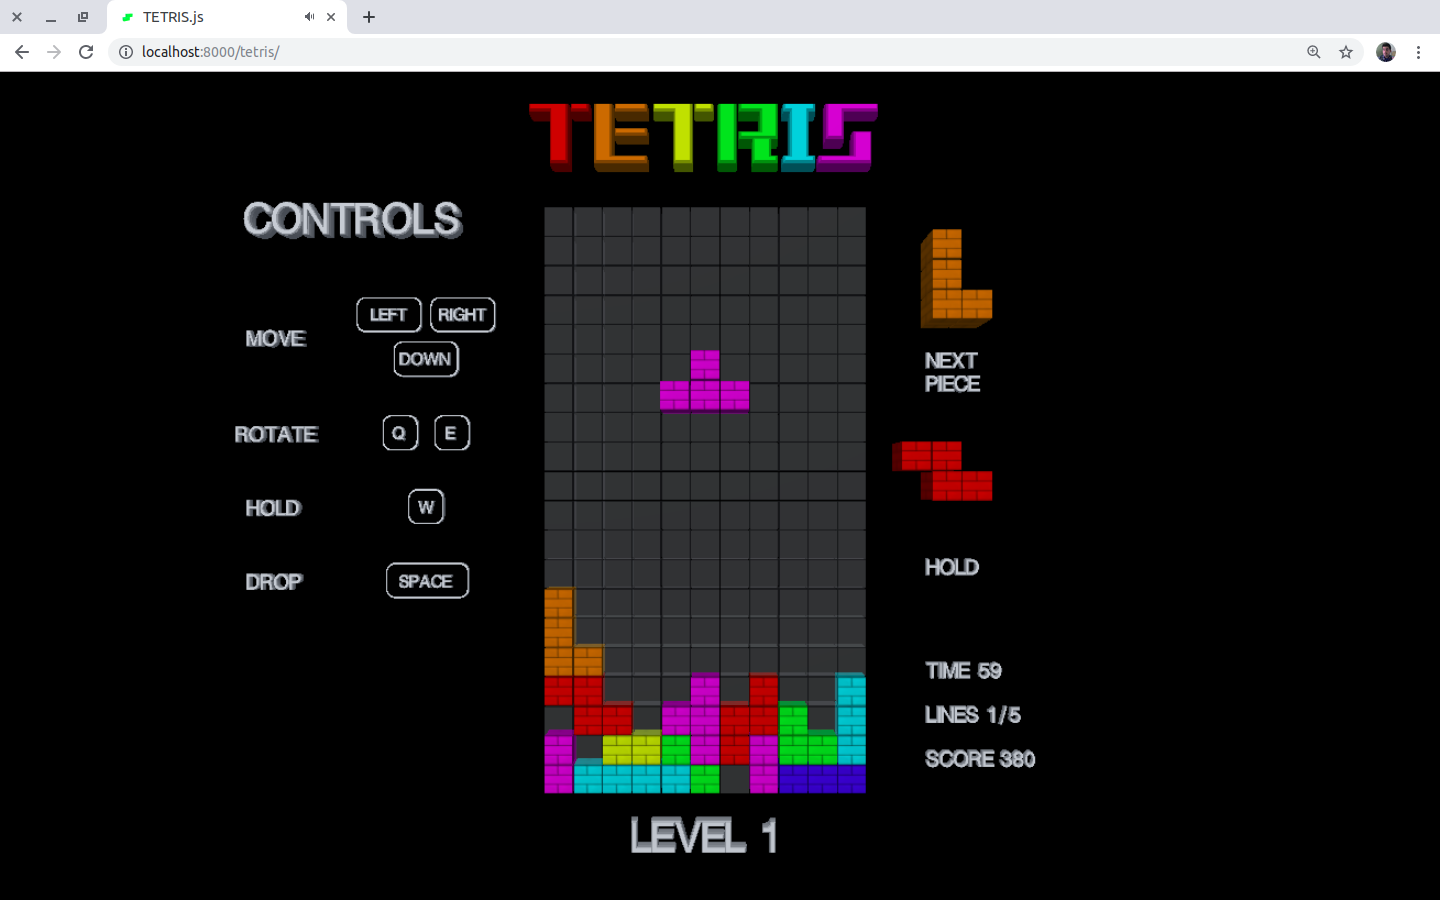 TETRIS.js
localhost:8000/tetris/
TETRIS
CONTROLS
MOVE
LEFT RIGHT
DOWN
ROTATE
Q E
HOLD
W
DROP
SPACE
NEXT
PIECE
HOLD
TIME 59
LINES 1/5
SCORE 380
LEVEL 1